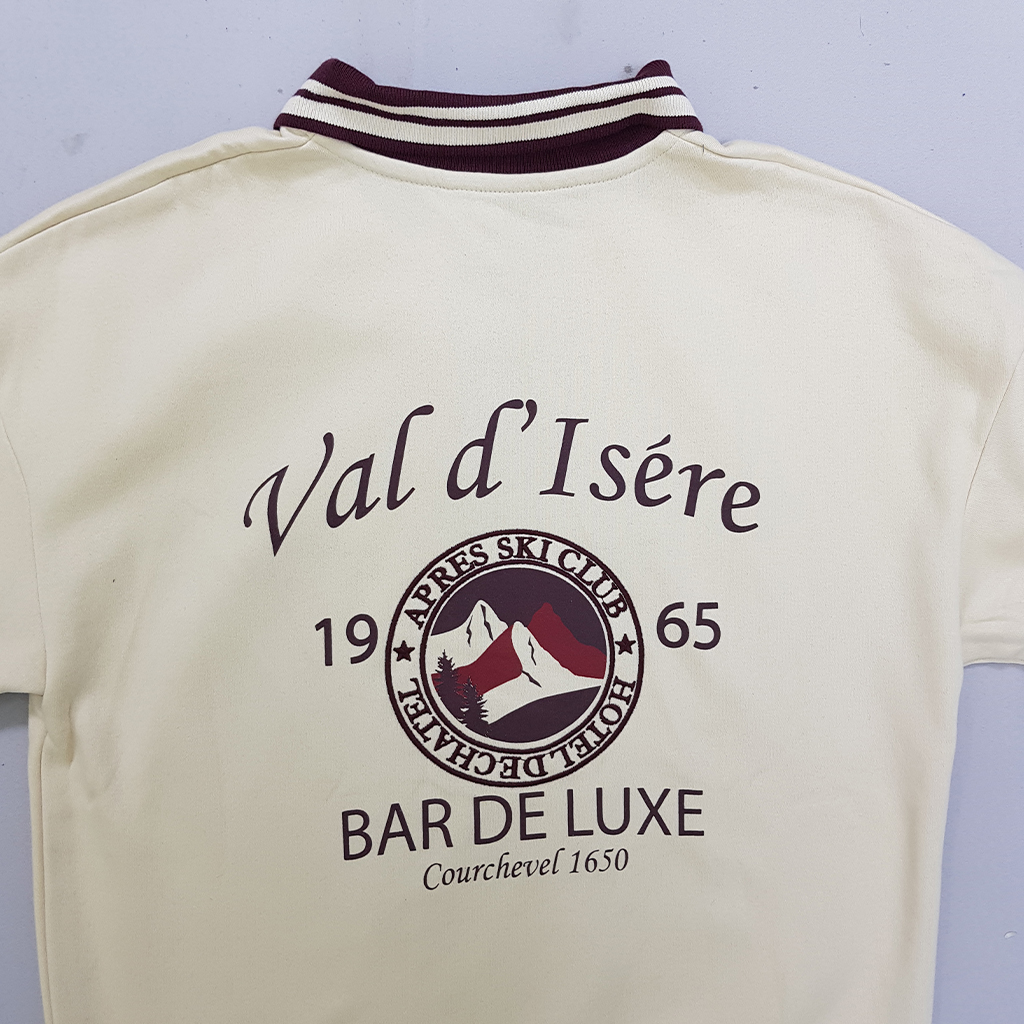 Val d'Isére
APRES SKI CLUB
19 65
HOTEL DECHATEL
BAR DE LUXE
Courchevel 1650